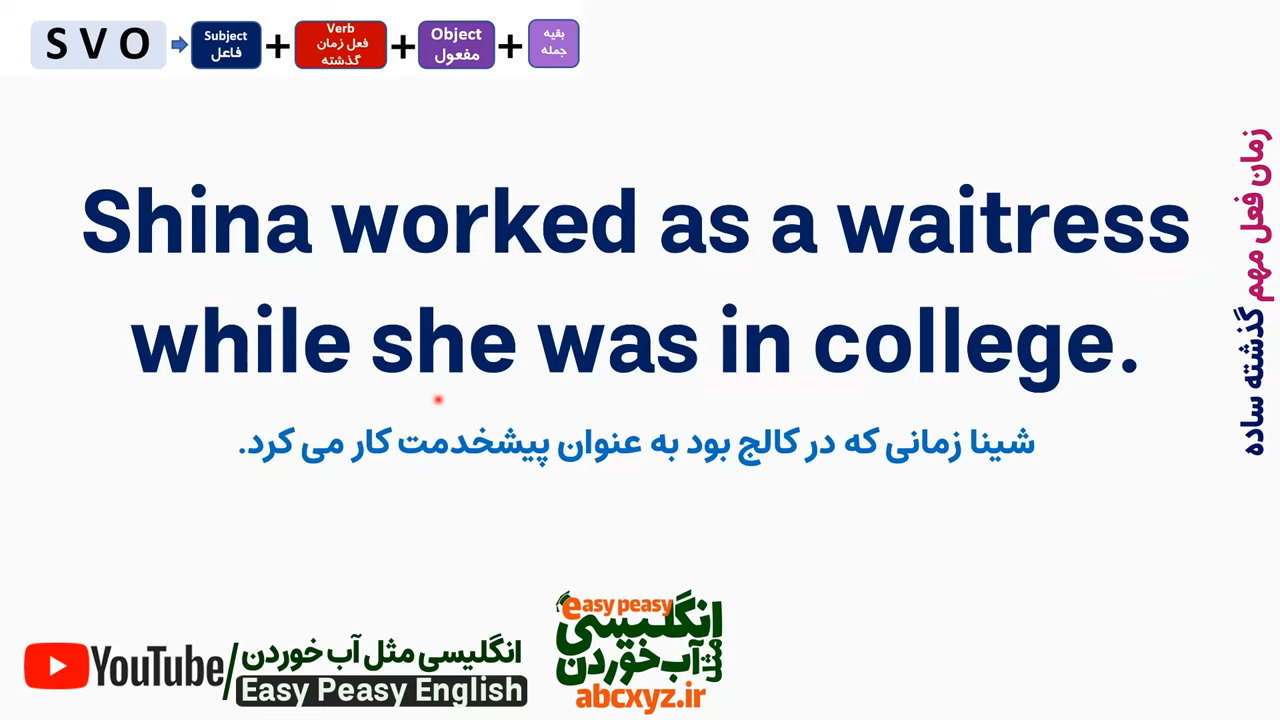 S V O
Subject
فاعل
+
Verb
فعل زمان
گذشته
+
Object
مفعول
+
بقیه
جمله
زمان فعل مهم گذشته ساده
Shina worked as a waitress
while she was in college.
شینا زمانی که در کالج بود به عنوان پیشخدمت کار می کرد.
YouTube/
انگلیسی مثل آب خوردن
Easy Peasy English
easy peasy
انگلیسی
مثل
آب خوردن
abcxyz.ir